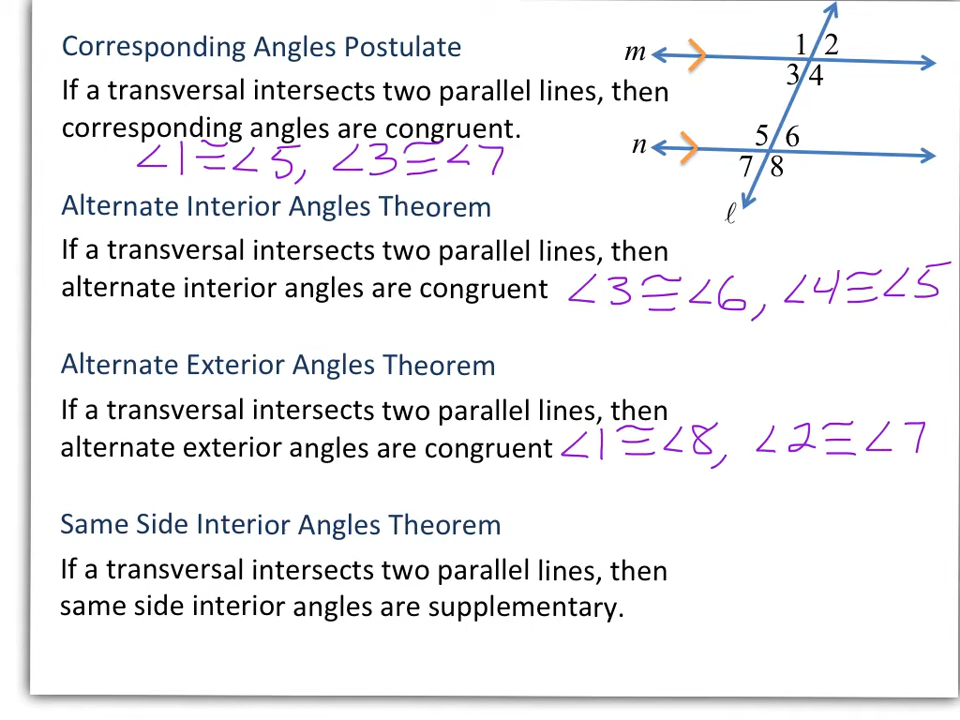 Corresponding Angles Postulate
If a transversal intersects two parallel lines, then
corresponding angles are congruent.
∠1≅∠5, ∠3≅∠7
Alternate Interior Angles Theorem
If a transversal intersects two parallel lines, then
alternate interior angles are congruent ∠3≅∠6, ∠4≅∠5
Alternate Exterior Angles Theorem
If a transversal intersects two parallel lines, then
alternate exterior angles are congruent ∠1≅∠8, ∠2≅∠7
Same Side Interior Angles Theorem
If a transversal intersects two parallel lines, then
same side interior angles are supplementary.
m 1 2
3 4
n 5 6
7 8
ℓ